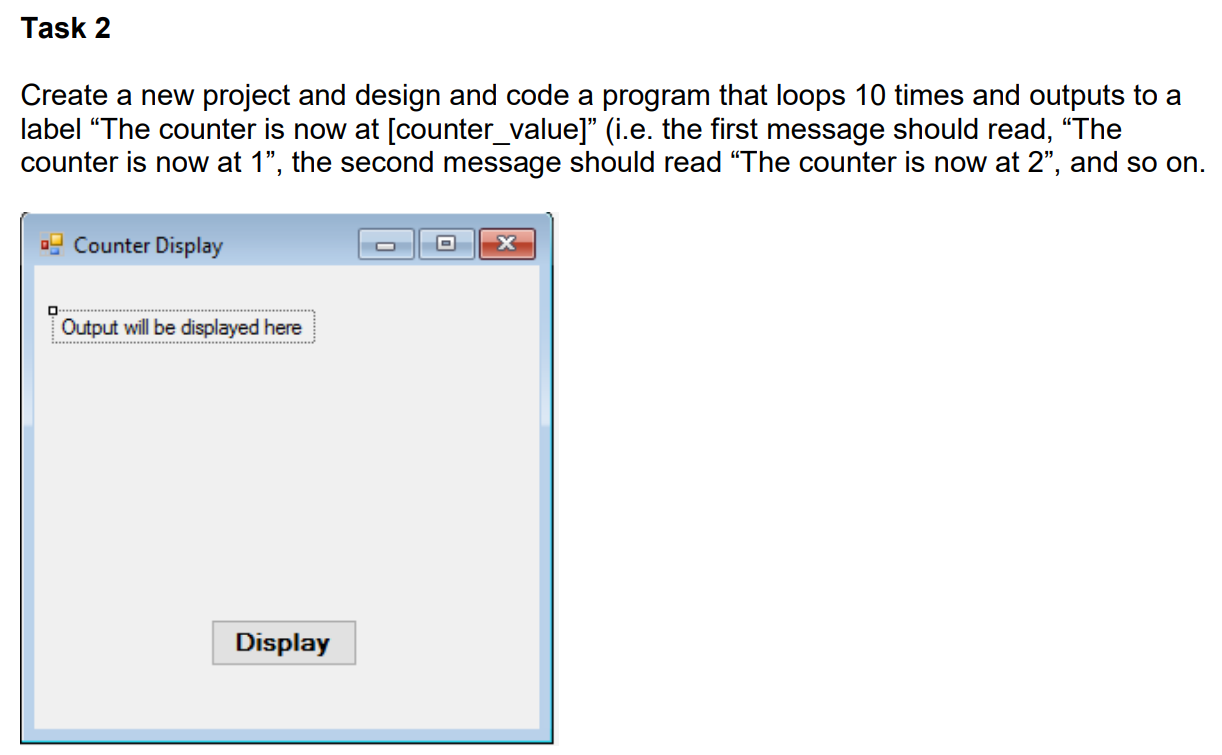 Task 2
Create a new project and design and code a program that loops 10 times and outputs to a
label “The counter is now at [counter_value]” (i.e. the first message should read, “The
counter is now at 1”, the second message should read “The counter is now at 2”, and so on.
Counter Display
Output will be displayed here
Display